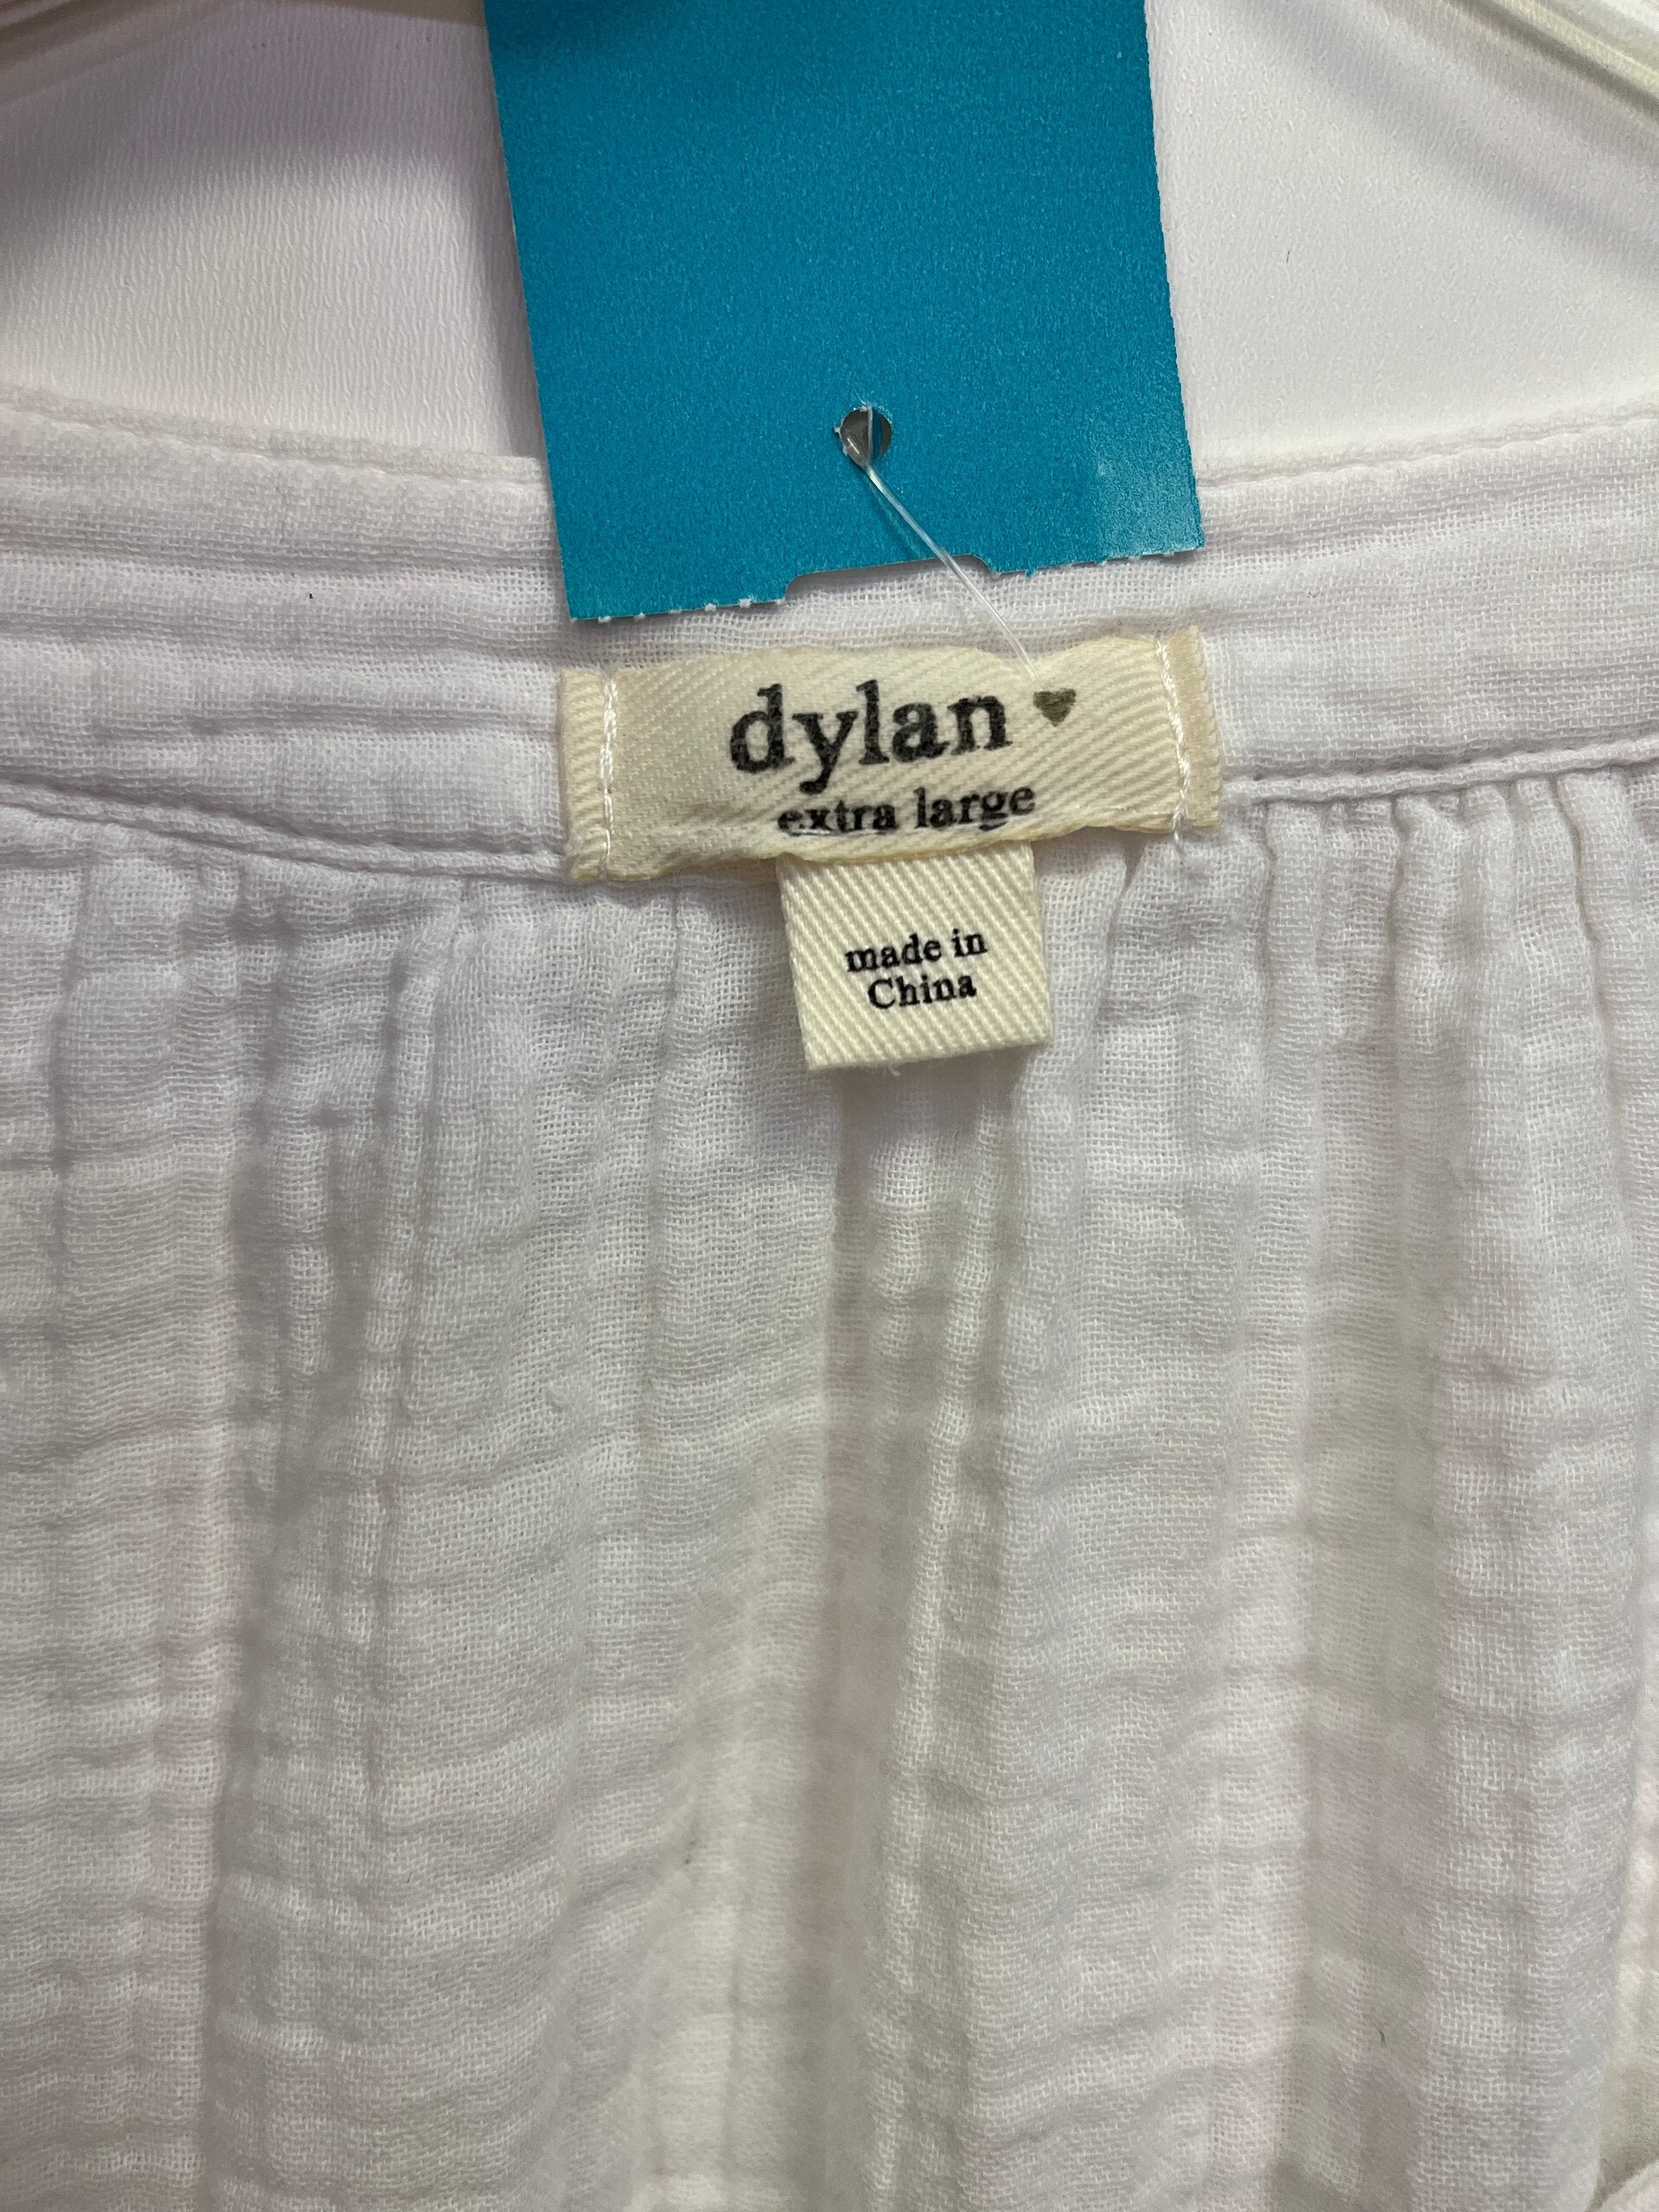 dylan ♥
extra large
made in
China